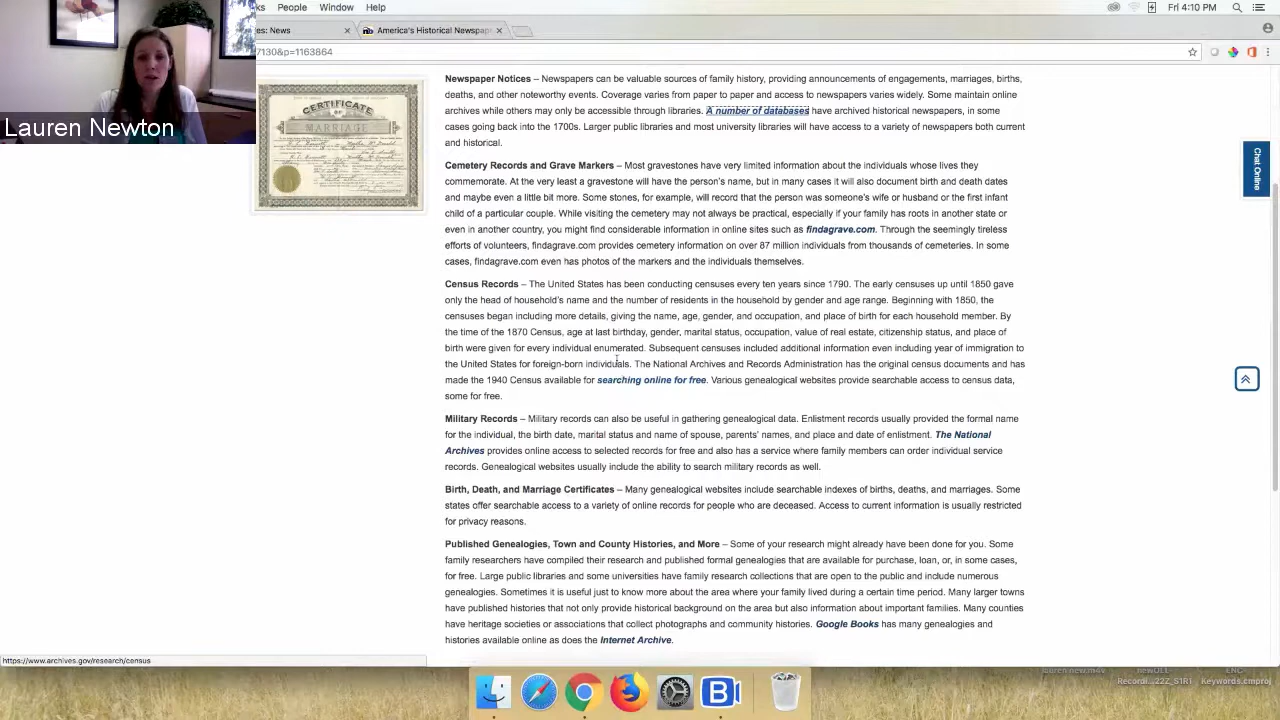 ks People Window Help
Fri 4:10 PM
es: News
America's Historical Newspap
7130&p=1163864
Lauren Newton
CERTIFICATE
OF
MARRIAGE
Newspaper Notices – Newspapers can be valuable sources of family history, providing announcements of engagements, marriages, births,
deaths, and other noteworthy events. Coverage varies from paper to paper and access to newspapers varies widely. Some maintain online
archives while others may only be accessible through libraries. A number of databases have archived historical newspapers, in some
cases going back into the 1700s. Larger public libraries and most university libraries will have access to a variety of newspapers both current
and historical.
Cemetery Records and Grave Markers – Most gravestones have very limited information about the individuals whose lives they
commemorate. At the very least a gravestone will have the person's name, but in many cases it will also document birth and death dates
and maybe even a little bit more. Some stones, for example, will record that the person was someone's wife or husband or the first infant
child of a particular couple. While visiting the cemetery may not always be practical, especially if your family has roots in another state or
even in another country, you might find considerable information in online sites such as findagrave.com. Through the seemingly tireless
efforts of volunteers, findagrave.com provides cemetery information on over 87 million individuals from thousands of cemeteries. In some
cases, findagrave.com even has photos of the markers and the individuals themselves.
Census Records – The United States has been conducting censuses every ten years since 1790. The early censuses up until 1850 gave
only the head of household's name and the number of residents in the household by gender and age range. Beginning with 1850, the
censuses began including more details, giving the name, age, gender, and occupation, and place of birth for each household member. By
the time of the 1870 Census, age at last birthday, gender, marital status, occupation, value of real estate, citizenship status, and place of
birth were given for every individual enumerated. Subsequent censuses included additional information even including year of immigration to
the United States for foreign-born individuals. The National Archives and Records Administration has the original census documents and has
made the 1940 Census available for searching online for free. Various genealogical websites provide searchable access to census data,
some for free.
Military Records – Military records can also be useful in gathering genealogical data. Enlistment records usually provided the formal name
for the individual, the birth date, marital status and name of spouse, parents' names, and place and date of enlistment. The National
Archives provides online access to selected records for free and also has a service where family members can order individual service
records. Genealogical websites usually include the ability to search military records as well.
Birth, Death, and Marriage Certificates – Many genealogical websites include searchable indexes of births, deaths, and marriages. Some
states offer searchable access to a variety of online records for people who are deceased. Access to current information is usually restricted
for privacy reasons.
Published Genealogies, Town and County Histories, and More – Some of your research might already have been done for you. Some
family researchers have compiled their research and published formal genealogies that are available for purchase, loan, or, in some cases,
for free. Large public libraries and some universities have family research collections that are open to the public and include numerous
genealogies. Sometimes it is useful just to know more about the area where your family lived during a certain time period. Many larger towns
have published histories that not only provide historical background on the area but also information about important families. Many counties
have heritage societies or associations that collect photographs and community histories. Google Books has many genealogies and
histories available online as does the Internet Archive.
Chat Online
https://www.archives.gov/research/census
Recordi...22Z_S1R1
Keywords.cmproj
B